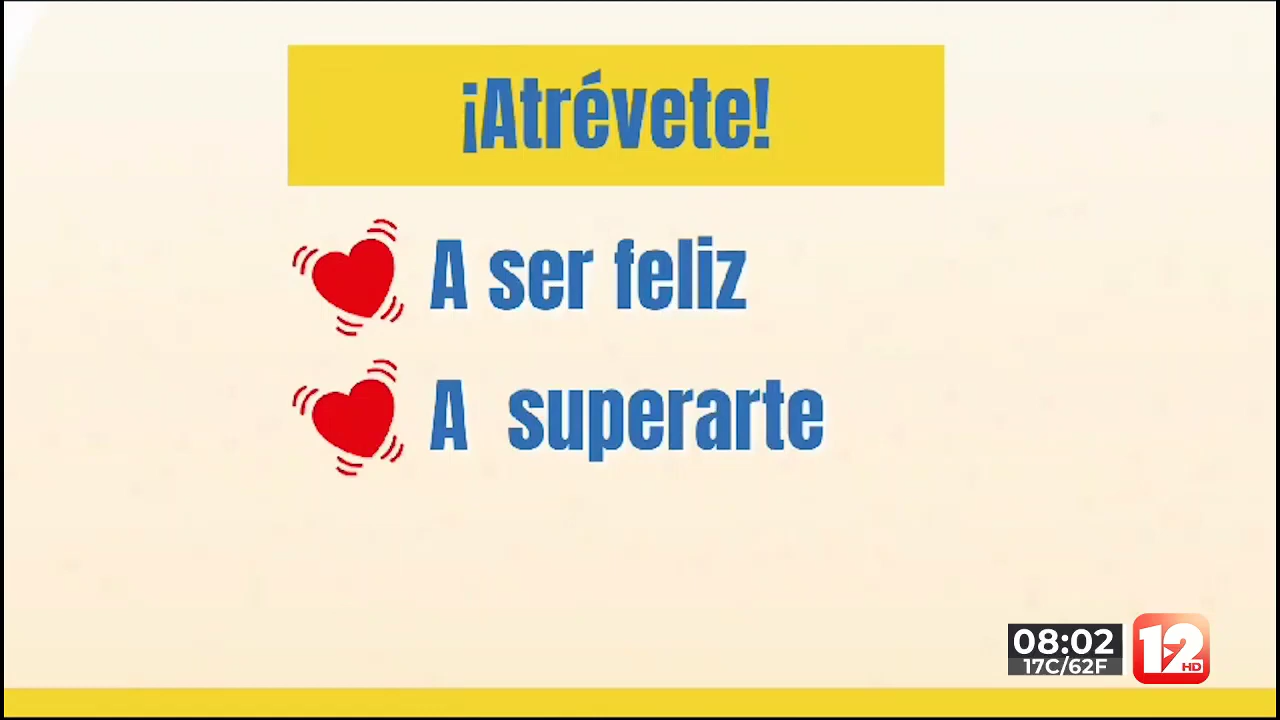 ¡Atrévete!
A ser feliz
A superarte
08:02
17C/62F
12
HD